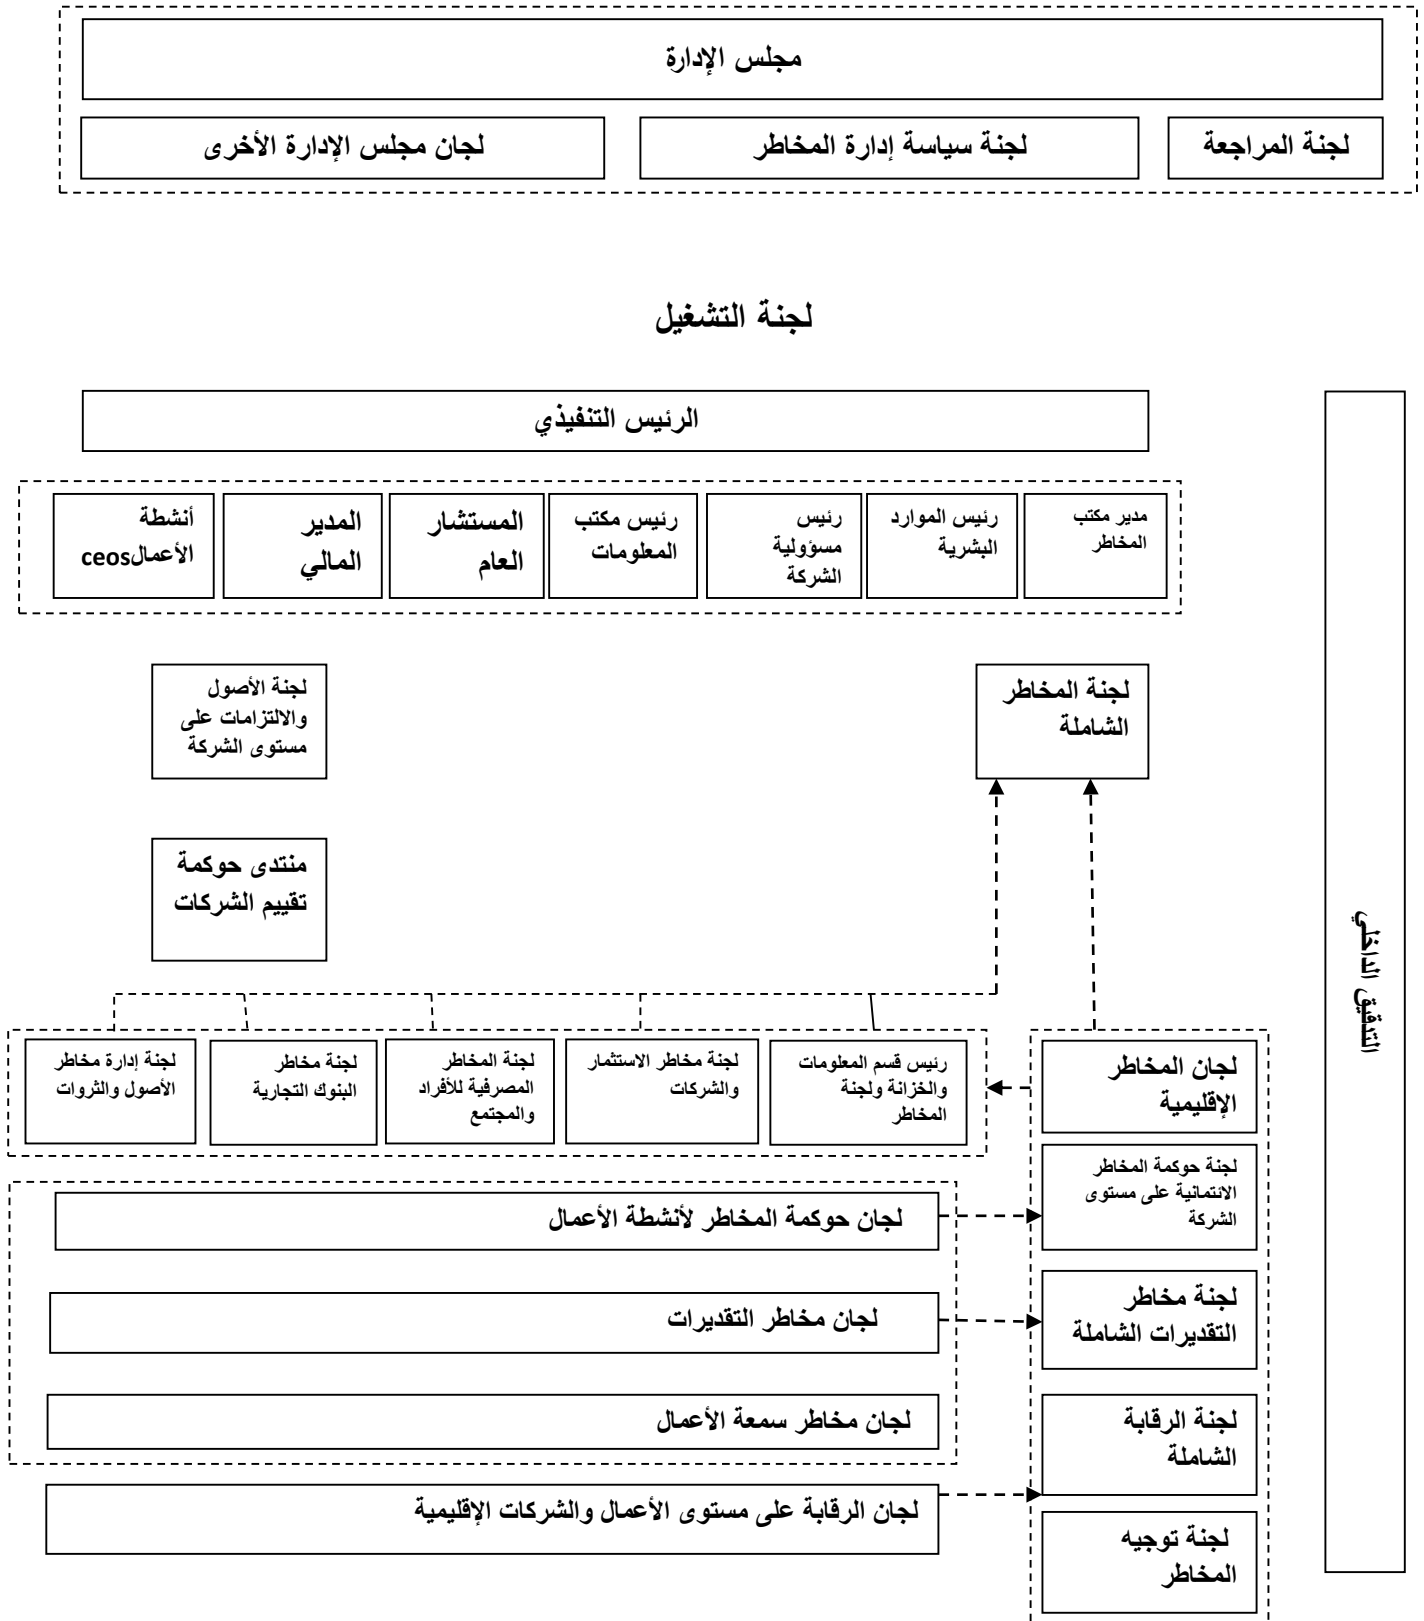 مجلس الإدارة
لجنة المراجعة
لجنة سياسة إدارة المخاطر
لجان مجلس الإدارة الأخرى
لجنة التشغيل
الرئيس التنفيذي
مدير مكتب
المخاطر
رئيس الموارد
البشرية
رئيس
مسؤولية
الشركة
رئيس مكتب
المعلومات
المستشار
العام
المدير
المالي
أنشطة
الأعمالceos
التدقيق الداخلي
لجنة المخاطر
الشاملة
لجنة الأصول
والالتزامات على
مستوى الشركة
منتدى حوكمة
تقييم الشركات
لجان المخاطر
الإقليمية
رئيس قسم المعلومات
والخزانة ولجنة
المخاطر
لجنة مخاطر الاستثمار
والشركات
لجنة المخاطر
المصرفية للأفراد
والمجتمع
لجنة مخاطر
البنوك التجارية
لجنة إدارة مخاطر
الأصول والثروات
لجنة حوكمة المخاطر
الائتمانية على مستوى
الشركة
لجان حوكمة المخاطر لأنشطة الأعمال
لجنة مخاطر
التقديرات الشاملة
لجان مخاطر التقديرات
لجنة الرقابة
الشاملة
لجان مخاطر سمعة الأعمال
لجان الرقابة على مستوى الأعمال والشركات الإقليمية
لجنة توجيه
المخاطر